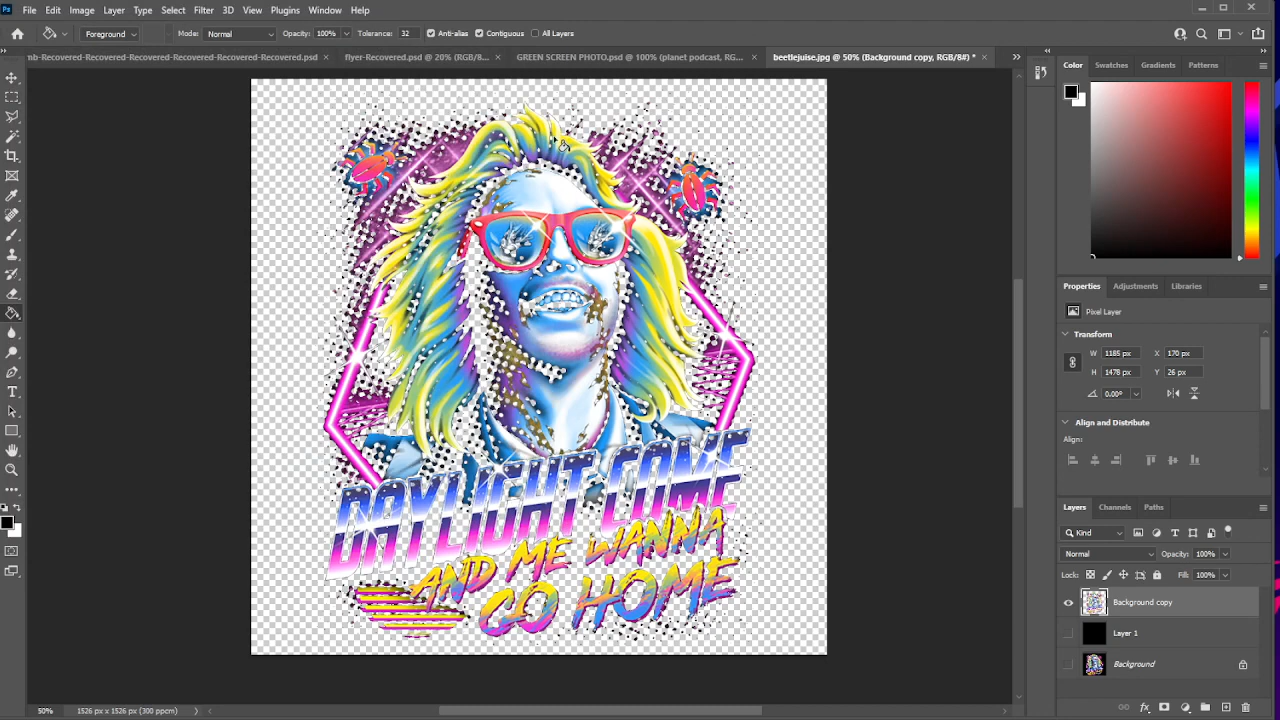 Ps File Edit Image Layer Type Select Filter 3D View Plugins Window Help
Foreground Mode: Normal Opacity: 100% Tolerance: 32 Anti-alias Contiguous All Layers
nb-Recovered-Recovered-Recovered-Recovered-Recovered-Recovered.psd × flyer-Recovered.psd @ 20% (RGB/8... × GREEN SCREEN PHOTO.psd @ 100% (planet podcast, RG... × beetlejuise.jpg @ 50% (Background copy, RGB/8#) * ×
Color Swatches Gradients Patterns
Properties Adjustments Libraries
Pixel Layer
Transform
W 1185 px X 170 px
H 1478 px Y 26 px
0.00°
Align and Distribute
Align:
DAYLIGHT COME
AND ME WANNA
GO HOME
Layers Channels Paths
Kind
Normal Opacity: 100%
Lock: Fill: 100%
Background copy
Layer 1
Background
50% 1526 px x 1526 px (300 ppcm)